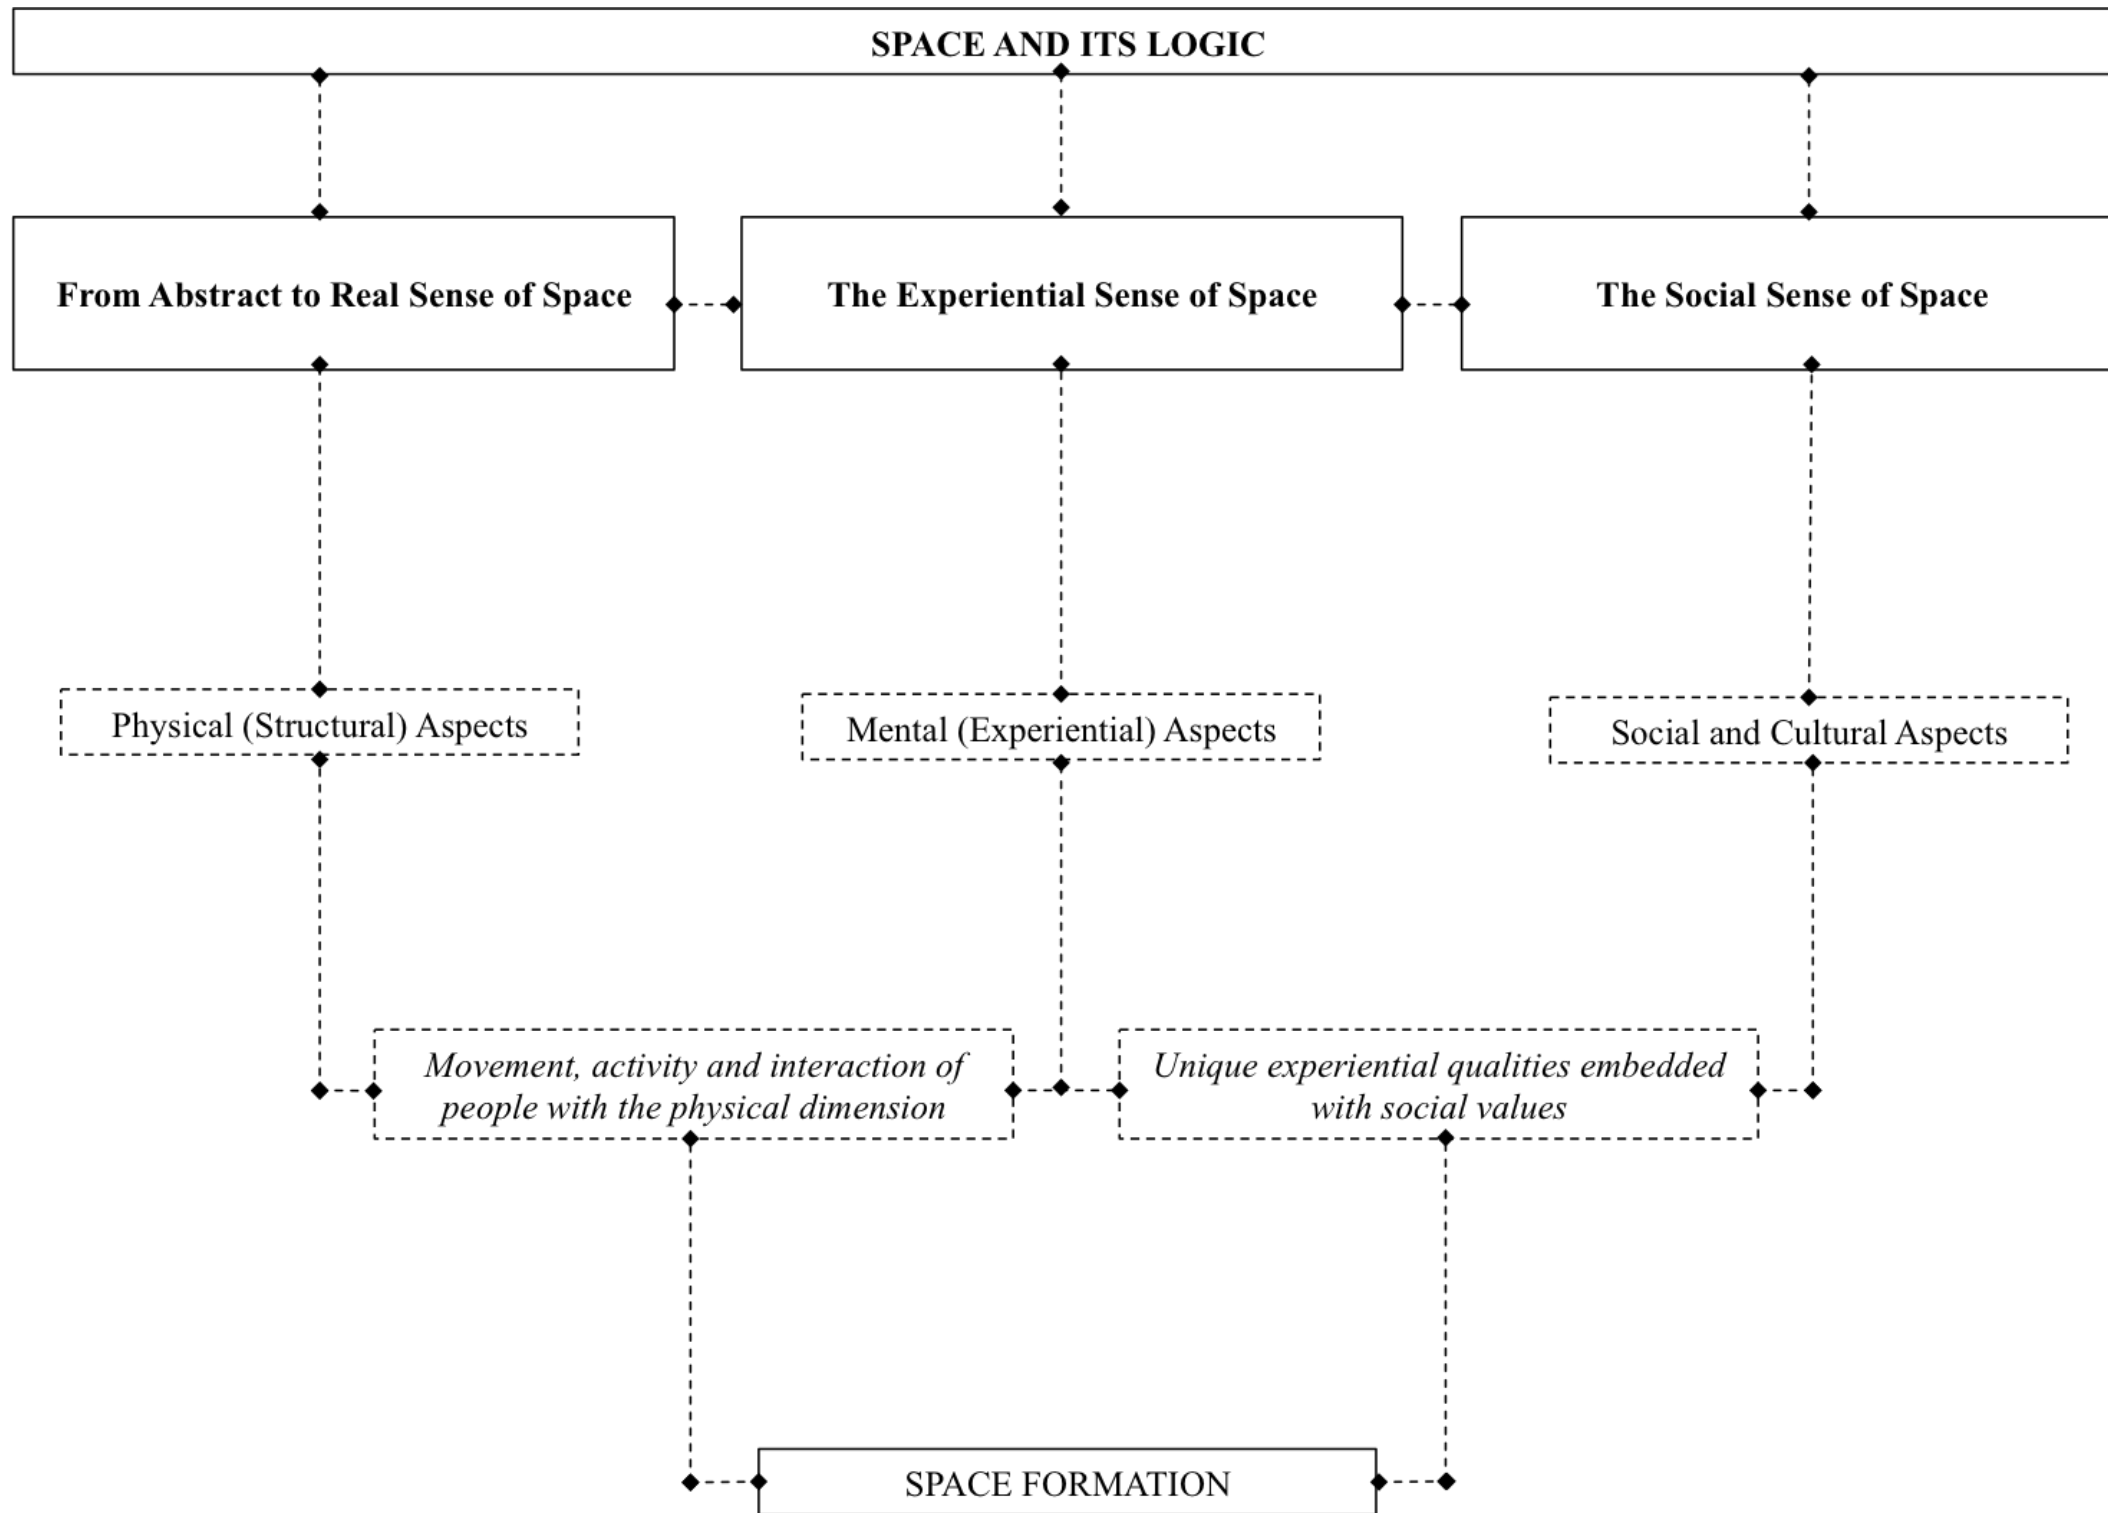 SPACE AND ITS LOGIC
From Abstract to Real Sense of Space
The Experiential Sense of Space
The Social Sense of Space
Physical (Structural) Aspects
Mental (Experiential) Aspects
Social and Cultural Aspects
Movement, activity and interaction of
people with the physical dimension
Unique experiential qualities embedded
with social values
SPACE FORMATION